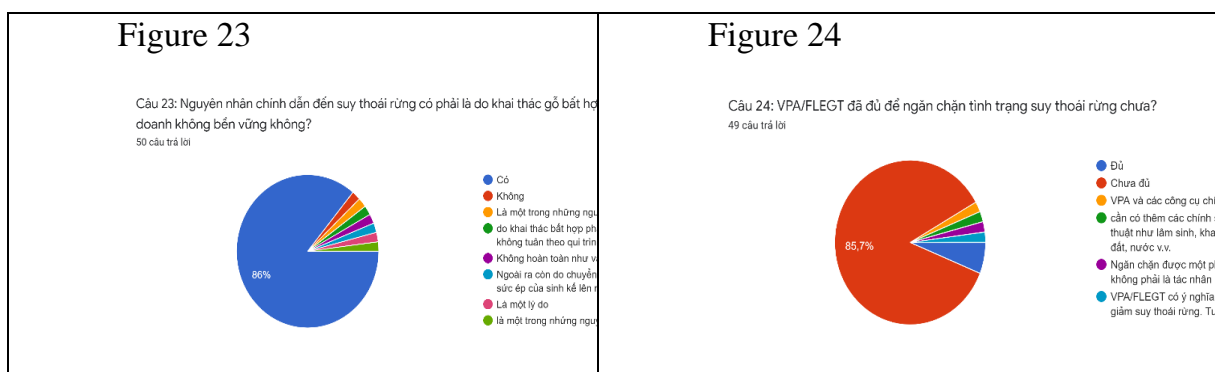 Figure 23
Câu 23: Nguyên nhân chính dẫn đến suy thoái rừng có phải là do khai thác gỗ bất hợ
doanh không bền vững không?
50 câu trả lời
86%
Có
Không
Là một trong những ngu
do khai thác bất hợp ph
không tuân theo qui trìn
Không hoàn toàn như v
Ngoài ra còn do chuyển
sức ép của sinh kế lên
Là một lý do
là một trong những ngu
Figure 24
Câu 24: VPA/FLEGT đã đủ để ngăn chặn tình trạng suy thoái rừng chưa?
49 câu trả lời
85,7%
Đủ
Chưa đủ
VPA và các công cụ chí
cần có thêm các chính s
thuật như lâm sinh, kha
đất, nước v.v.
Ngăn chặn được một p
không phải là tác nhân
VPA/FLEGT có ý nghĩa
giảm suy thoái rừng. Tu